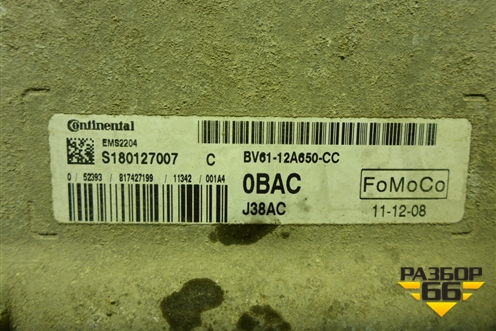 Continental
EMS2204
S180127007 C BV61-12A650-CC
0 / 52393 / 817427199 / 11342 / 001A4
0BAC FoMoCo
J38AC 11-12-08
РАЗБОР
66